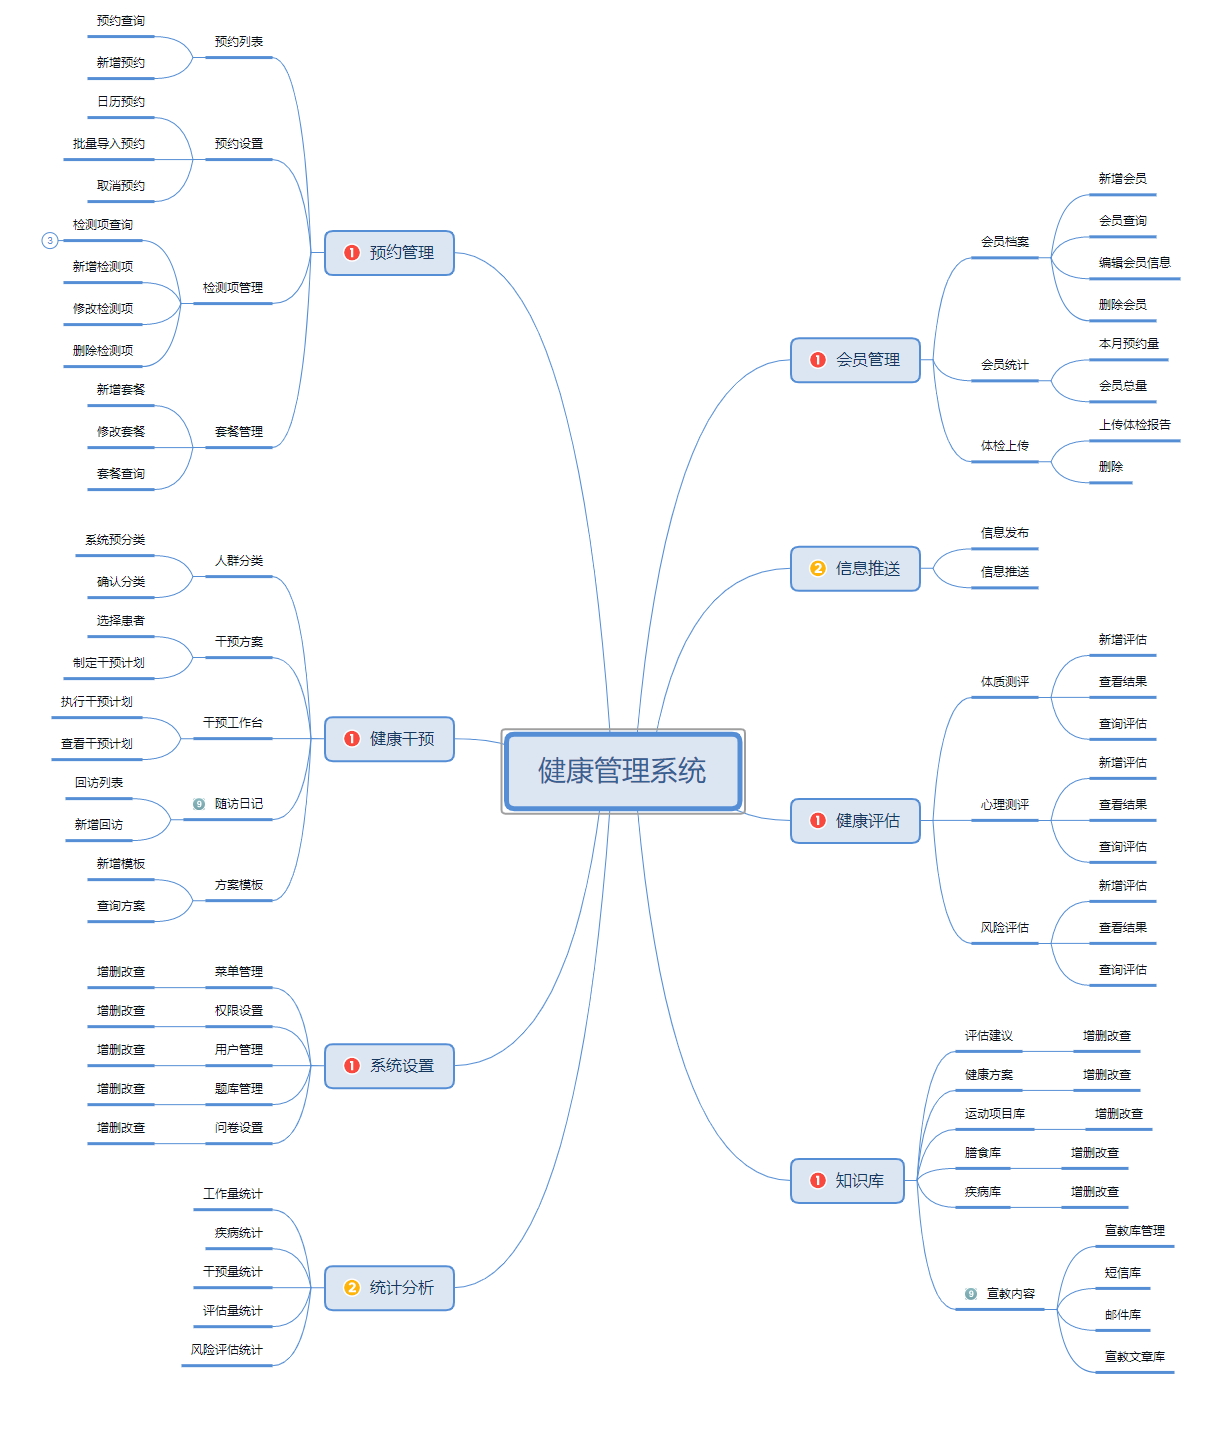 健康管理系统
1 预约管理
预约列表
预约查询
新增预约
预约设置
日历预约
批量导入预约
取消预约
检测项管理
检测项查询
3
新增检测项
修改检测项
删除检测项
套餐管理
新增套餐
修改套餐
套餐查询
1 健康干预
人群分类
系统预分类
确认分类
干预方案
选择患者
制定干预计划
干预工作台
执行干预计划
查看干预计划
9 随访日记
回访列表
新增回访
方案模板
新增模板
查询方案
1 系统设置
菜单管理
增删改查
权限设置
增删改查
用户管理
增删改查
题库管理
增删改查
问卷设置
增删改查
2 统计分析
工作量统计
疾病统计
干预量统计
评估量统计
风险评估统计
1 会员管理
会员档案
新增会员
会员查询
编辑会员信息
删除会员
会员统计
本月预约量
会员总量
体检上传
上传体检报告
删除
2 信息推送
信息发布
信息推送
1 健康评估
体质测评
新增评估
查看结果
查询评估
心理测评
新增评估
查看结果
查询评估
风险评估
新增评估
查看结果
查询评估
1 知识库
评估建议
增删改查
健康方案
增删改查
运动项目库
增删改查
膳食库
增删改查
疾病库
增删改查
9 宣教内容
宣教库管理
短信库
邮件库
宣教文章库